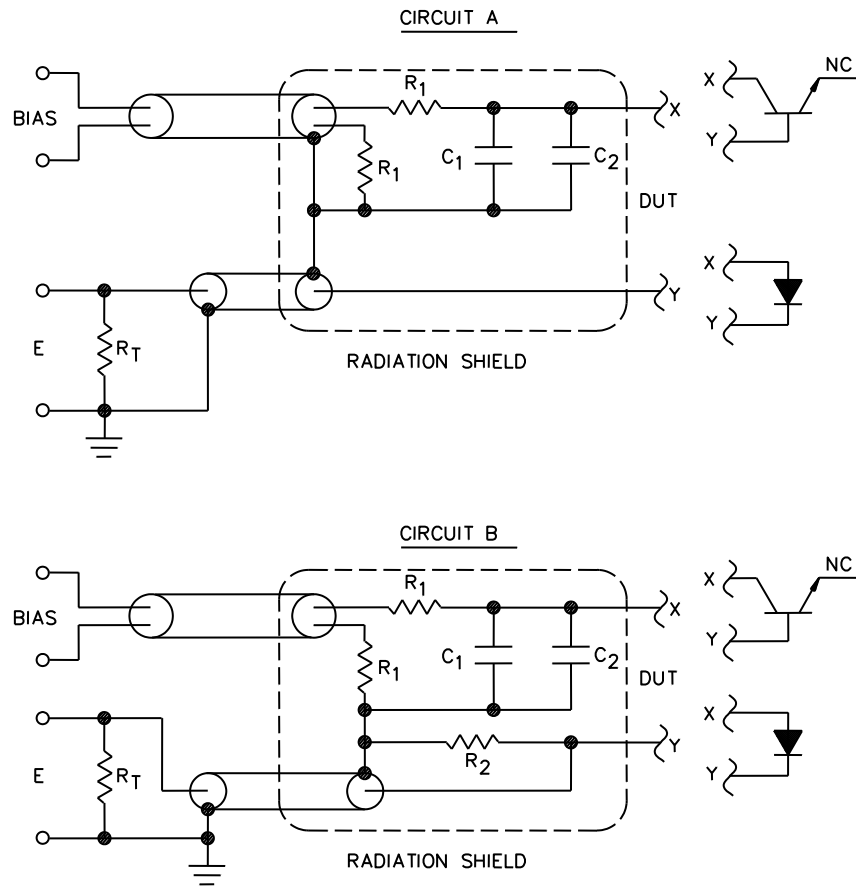 CIRCUIT A
R1
NC
X
X
BIAS
Y
C1
C2
R1
DUT
X
Y
Y
E
RT
RADIATION SHIELD
CIRCUIT B
R1
NC
X
X
BIAS
Y
C1
C2
R1
DUT
X
Y
R2
E
RT
Y
RADIATION SHIELD